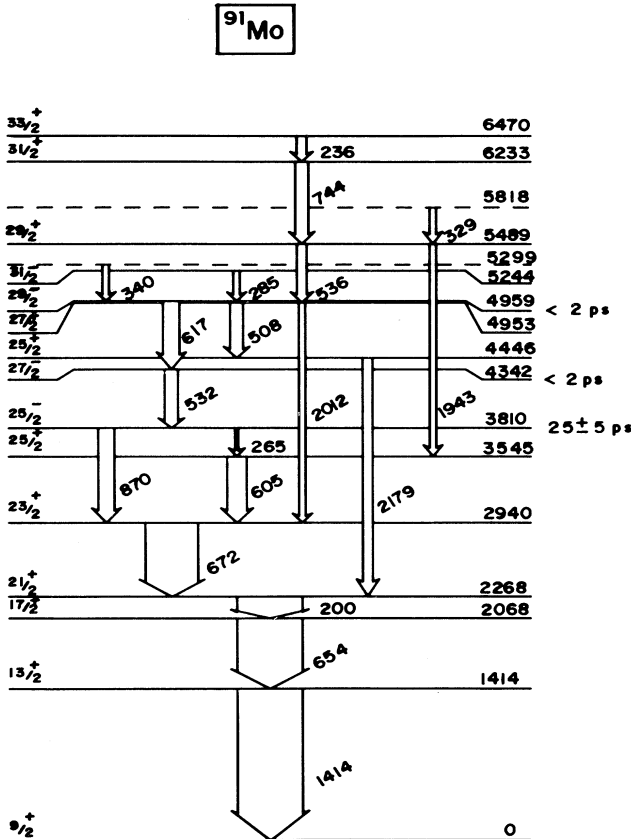 91Mo
33/2+ 6470
31/2+ 236 6233
744 5818
29/2+ 329 5489
5299
31/2- 340 285 536 5244
29/2- 4959 < 2 ps
27/2+ 617 508 4953
25/2+ 4446
27/2- 4342 < 2 ps
532 2012 1943
25/2- 3810 25±5 ps
25/2+ 265 3545
870 605 2179
23/2+ 2940
672
21/2+ 2268
17/2+ 200 2068
654
13/2+ 1414
1414
9/2+ 0